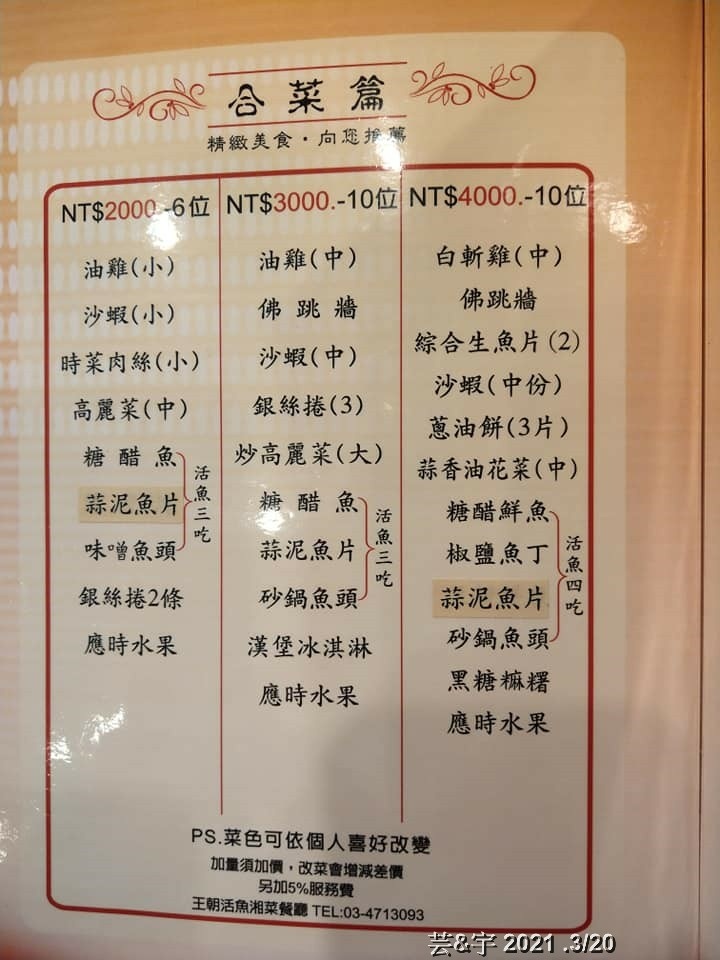 合菜篇
精緻美食·向您推薦
NT$2000.-6位
油雞(小)
沙蝦(小)
時菜肉絲(小)
高麗菜(中)
糖醋魚
蒜泥魚片
味噌魚頭
活魚三吃
銀絲捲2條
應時水果
NT$3000.-10位
油雞(中)
佛跳牆
沙蝦(中)
銀絲捲(3)
炒高麗菜(大)
糖醋魚
蒜泥魚片
砂鍋魚頭
活魚三吃
漢堡冰淇淋
應時水果
NT$4000.-10位
白斬雞(中)
佛跳牆
綜合生魚片(2)
沙蝦(中份)
蔥油餅(3片)
蒜香油花菜(中)
糖醋鮮魚
椒鹽魚丁
蒜泥魚片
砂鍋魚頭
活魚四吃
黑糖麻糬
應時水果
PS.菜色可依個人喜好改變
加量須加價，改菜會增減差價
另加5%服務費
王朝活魚湘菜餐廳 TEL:03-4713093
芸&宇 2021 .3/20